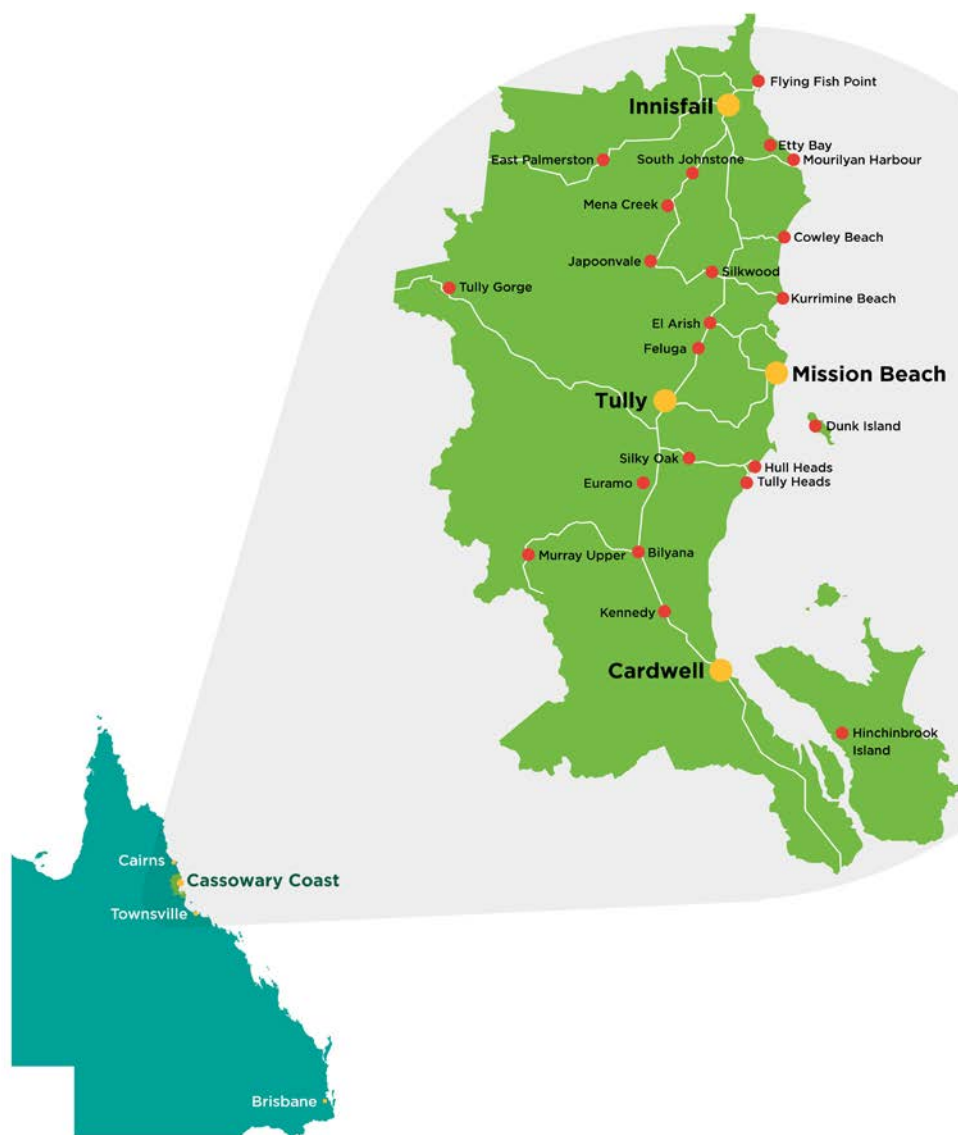 Flying Fish Point
Innisfail
Etty Bay
East Palmerston
South Johnstone
Mourilyan Harbour
Mena Creek
Cowley Beach
Japoonvale
Silkwood
Tully Gorge
Kurrimine Beach
El Arish
Feluga
Mission Beach
Tully
Dunk Island
Silky Oak
Hull Heads
Euramo
Tully Heads
Murray Upper
Bilyana
Kennedy
Cardwell
Hinchinbrook
Island
Cairns
Cassowary Coast
Townsville
Brisbane